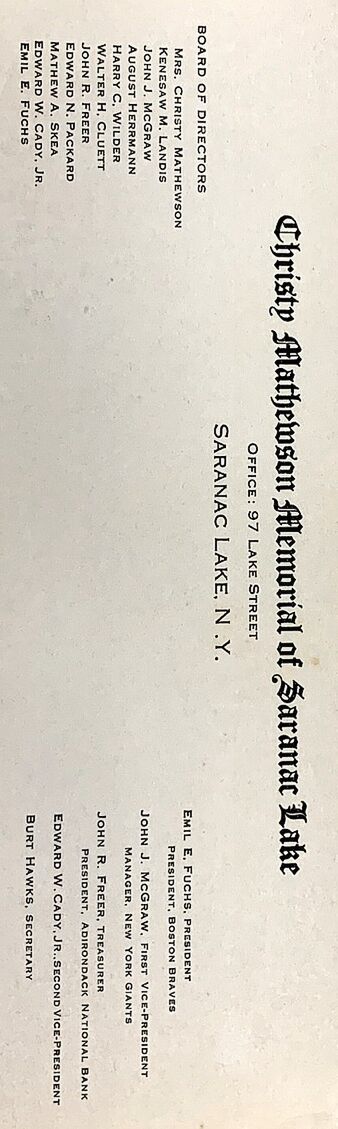 Christy Mathewson Memorial of Saranac Lake
OFFICE: 97 LAKE STREET
SARANAC LAKE, N.Y.
BOARD OF DIRECTORS
MRS. CHRISTY MATHEWSON
KENESAW M. LANDIS
JOHN J. MCGRAW
AUGUST HERRMANN
HARRY C. WILDER
WALTER H. CLUETT
JOHN R. FREER
EDWARD N. PACKARD
MATHEW A. SKEA
EDWARD W. CADY, JR.
EMIL E. FUCHS
EMIL E. FUCHS, PRESIDENT
PRESIDENT, BOSTON BRAVES
JOHN J. MCGRAW, FIRST VICE-PRESIDENT
MANAGER, NEW YORK GIANTS
JOHN R. FREER, TREASURER
PRESIDENT, ADIRONDACK NATIONAL BANK
EDWARD W. CADY, JR., SECOND VICE-PRESIDENT
BURT HAWKS, SECRETARY